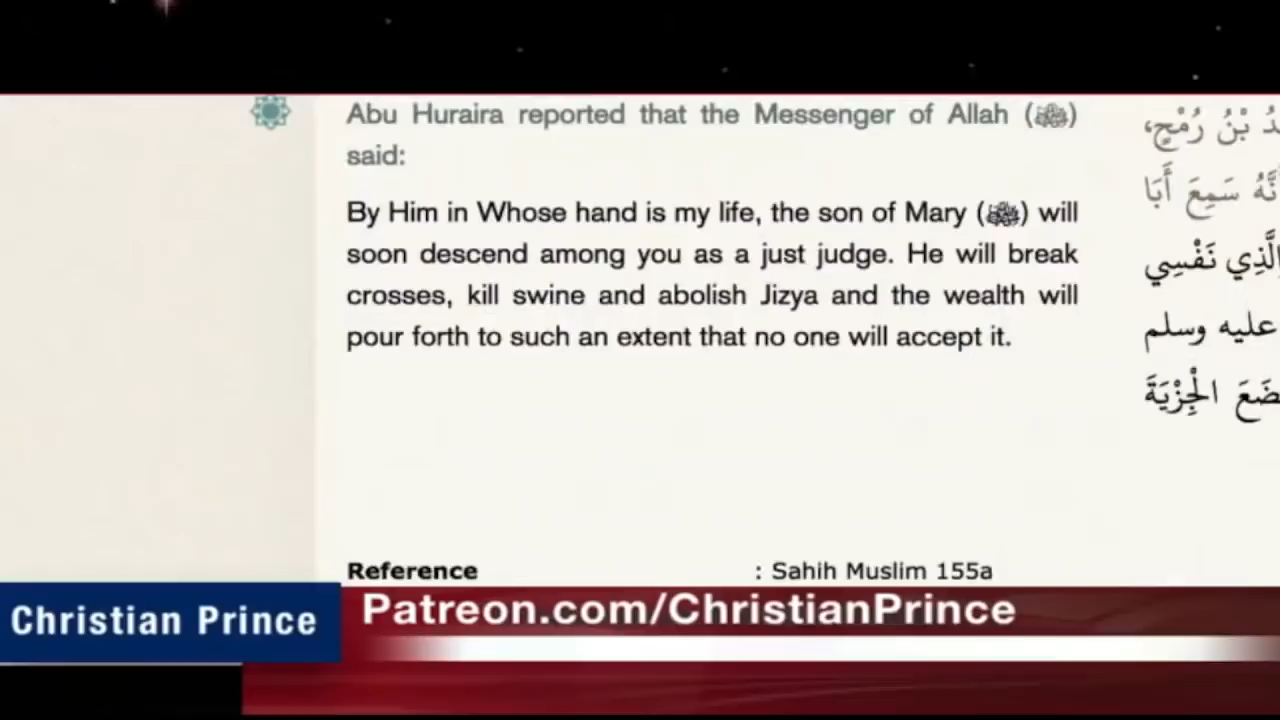 Abu Huraira reported that the Messenger of Allah (ﷺ)
said:
By Him in Whose hand is my life, the son of Mary (ﷺ) will
soon descend among you as a just judge. He will break
crosses, kill swine and abolish Jizya and the wealth will
pour forth to such an extent that no one will accept it.
بْنُ رُمْحٍ،
سَمِعَ أَبَا
نَفْسِي
عليه وسلم
الْجِزْيَةَ
Reference : Sahih Muslim 155a
Christian Prince
Patreon.com/ChristianPrince